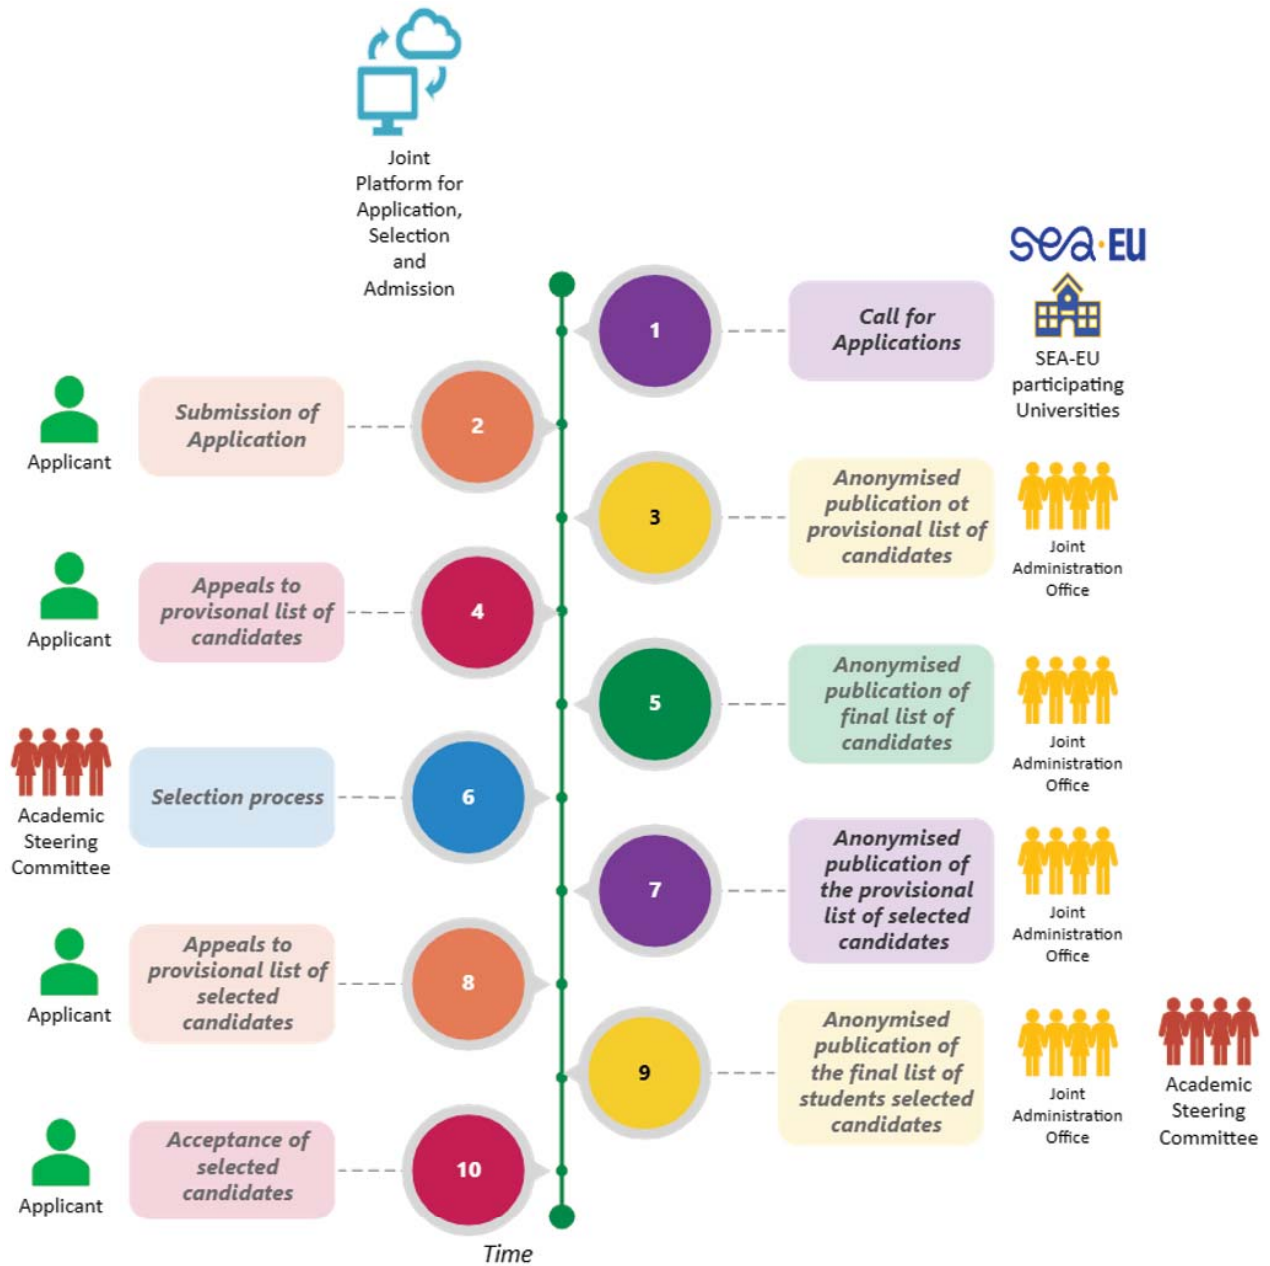 Joint
Platform for
Application,
Selection
and
Admission
sea·EU
1
Call for
Applications
SEA-EU
participating
Universities
Applicant
Submission of
Application
2
3
Anonymised
publication ot
provisional list of
candidates
Joint
Administration
Office
Applicant
Appeals to
provisonal list of
candidates
4
5
Anonymised
publication of
final list of
candidates
Joint
Administration
Office
Academic
Steering
Committee
Selection process
6
7
Anonymised
publication of
the provisional
list of selected
candidates
Joint
Administration
Office
Applicant
Appeals to
provisional list of
selected
candidates
8
9
Anonymised
publication of
the final list of
students selected
candidates
Joint
Administration
Office
Academic
Steering
Committee
Applicant
Acceptance of
selected
candidates
10
Time